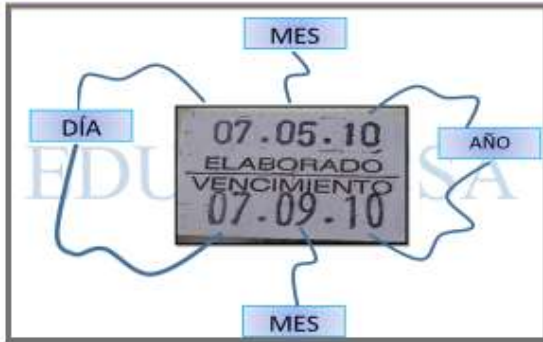 MES
DÍA
07.05.10
AÑO
ELABORADO
VENCIMIENTO
07.09.10
MES